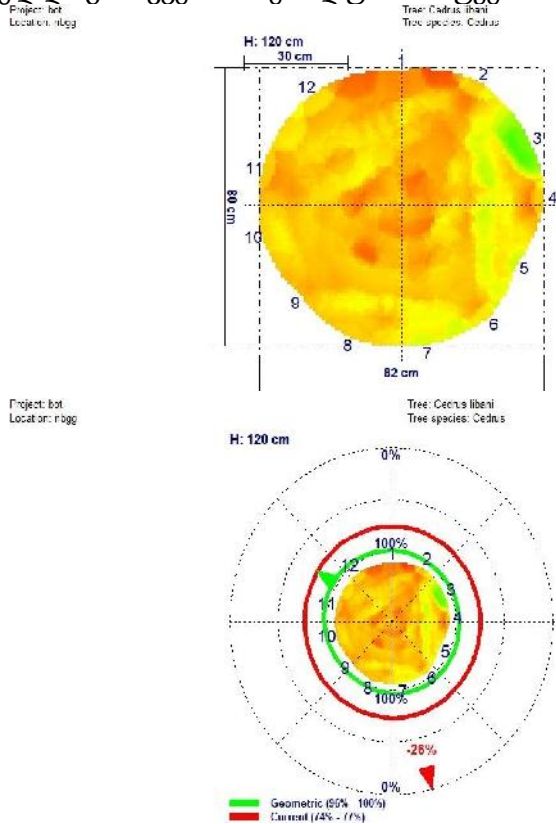 Project: bot
Location: nbgg
Tree: Cedrus libani
Tree species: Cedrus
H: 120 cm
30 cm
1
2
3
4
5
6
7
8
9
10
11
12
80 cm
82 cm
Project: bot
Location: nbgg
Tree: Cedrus libani
Tree species: Cedrus
H: 120 cm
0%
100%
1
2
3
4
5
6
7
8
9
10
11
12
100%
-26%
0%
Geometric (96% - 100%)
Current (74% - 77%)